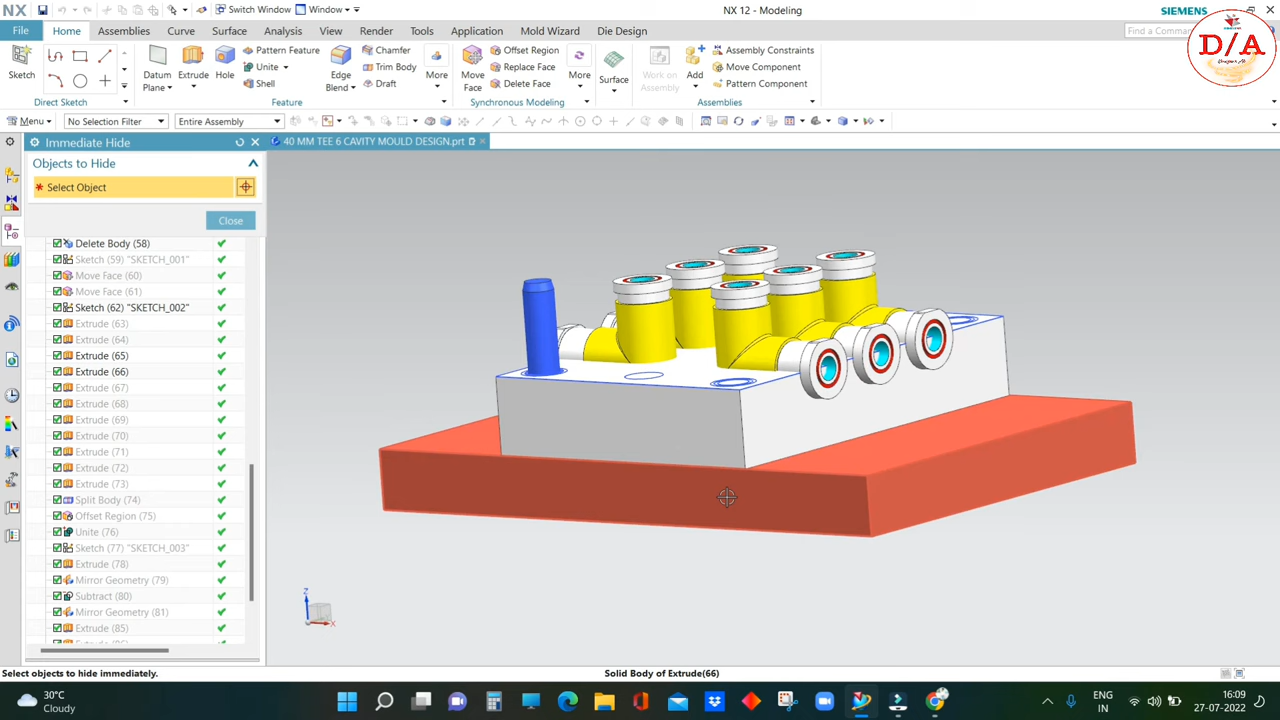 NX
Switch Window
Window
NX 12 - Modeling
SIEMENS
File
Home
Assemblies
Curve
Surface
Analysis
View
Render
Tools
Application
Mold Wizard
Die Design
Find a Comma
D/A
Sketch
Direct Sketch
Datum Plane
Extrude
Hole
Pattern Feature
Unite
Shell
Edge Blend
Chamfer
Trim Body
Draft
More
Feature
Move Face
Offset Region
Replace Face
Delete Face
More
Synchronous Modeling
Surface
Work on Assembly
Add
Assembly Constraints
Move Component
Pattern Component
Assemblies
Menu
No Selection Filter
Entire Assembly
Immediate Hide
40 MM TEE 6 CAVITY MOULD DESIGN.prt
Objects to Hide
Select Object
Close
Delete Body (58)
Sketch (59) "SKETCH_001"
Move Face (60)
Move Face (61)
Sketch (62) "SKETCH_002"
Extrude (63)
Extrude (64)
Extrude (65)
Extrude (66)
Extrude (67)
Extrude (68)
Extrude (69)
Extrude (70)
Extrude (71)
Extrude (72)
Extrude (73)
Split Body (74)
Offset Region (75)
Unite (76)
Sketch (77) "SKETCH_003"
Extrude (78)
Mirror Geometry (79)
Subtract (80)
Mirror Geometry (81)
Extrude (85)
Z
X
Select objects to hide immediately.
Solid Body of Extrude(66)
30°C
Cloudy
ENG
IN
16:09
27-07-2022